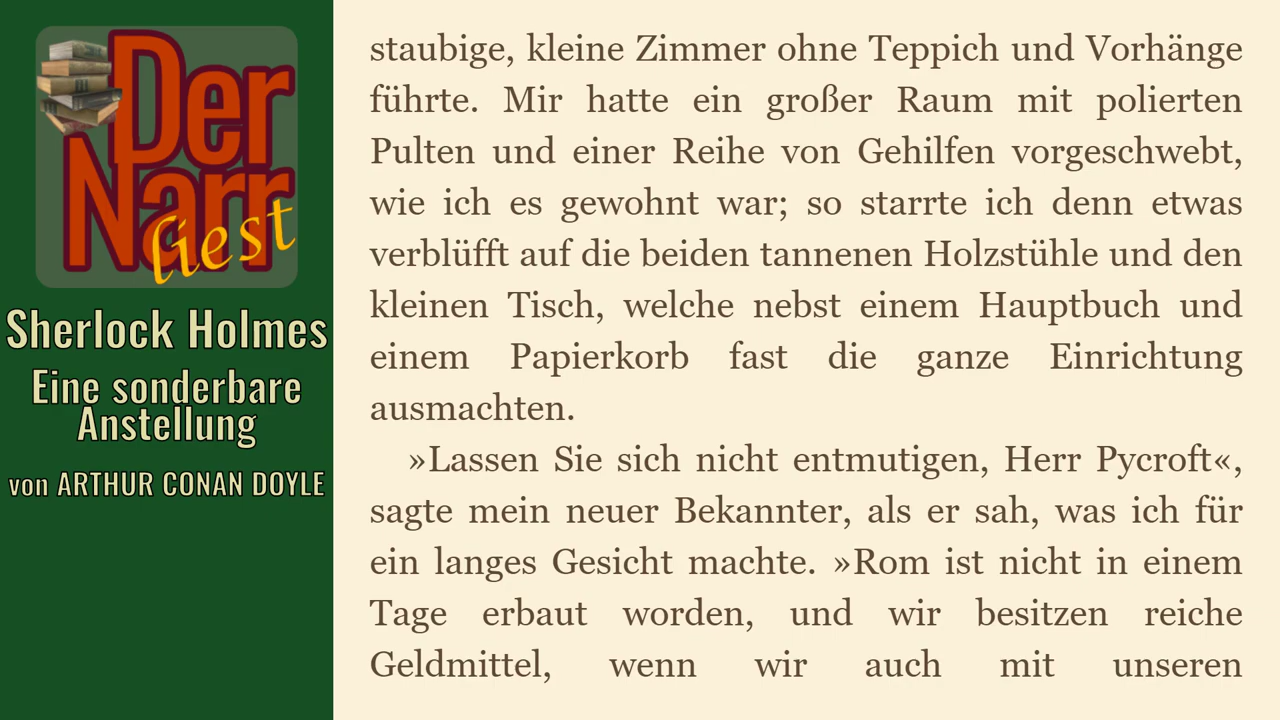 Der
Narr
liest
Sherlock Holmes
Eine sonderbare
Anstellung
von ARTHUR CONAN DOYLE
staubige, kleine Zimmer ohne Teppich und Vorhänge
führte. Mir hatte ein großer Raum mit polierten
Pulten und einer Reihe von Gehilfen vorgeschwebt,
wie ich es gewohnt war; so starrte ich denn etwas
verblüfft auf die beiden tannenen Holzstühle und den
kleinen Tisch, welche nebst einem Hauptbuch und
einem Papierkorb fast die ganze Einrichtung
ausmachten.
»Lassen Sie sich nicht entmutigen, Herr Pycroft«,
sagte mein neuer Bekannter, als er sah, was ich für
ein langes Gesicht machte. »Rom ist nicht in einem
Tage erbaut worden, und wir besitzen reiche
Geldmittel, wenn wir auch mit unseren